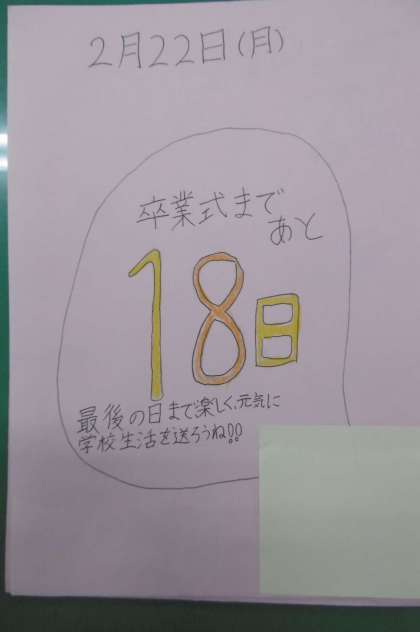 2月22日(月)
卒業式まで
あと
18日
最後の日まで楽しく、元気に
学校生活を送ろうね!!